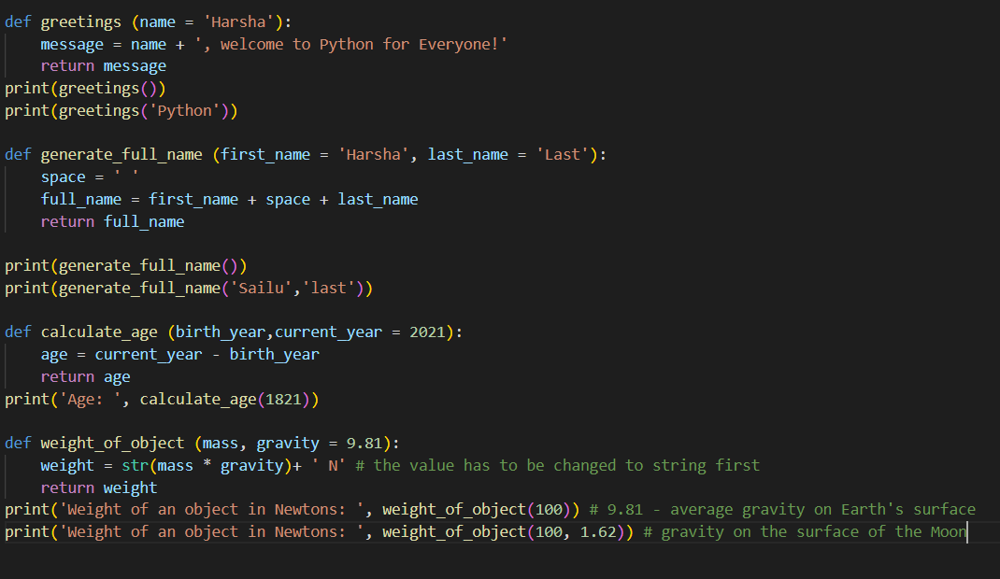 def greetings (name = 'Harsha'):
    message = name + ', welcome to Python for Everyone!'
    return message
print(greetings())
print(greetings('Python'))

def generate_full_name (first_name = 'Harsha', last_name = 'Last'):
    space = ' '
    full_name = first_name + space + last_name
    return full_name

print(generate_full_name())
print(generate_full_name('Sailu','last'))

def calculate_age (birth_year,current_year = 2021):
    age = current_year - birth_year
    return age
print('Age: ', calculate_age(1821))

def weight_of_object (mass, gravity = 9.81):
    weight = str(mass * gravity)+ ' N' # the value has to be changed to string first
    return weight
print('Weight of an object in Newtons: ', weight_of_object(100)) # 9.81 - average gravity on Earth's surface
print('Weight of an object in Newtons: ', weight_of_object(100, 1.62)) # gravity on the surface of the Moon